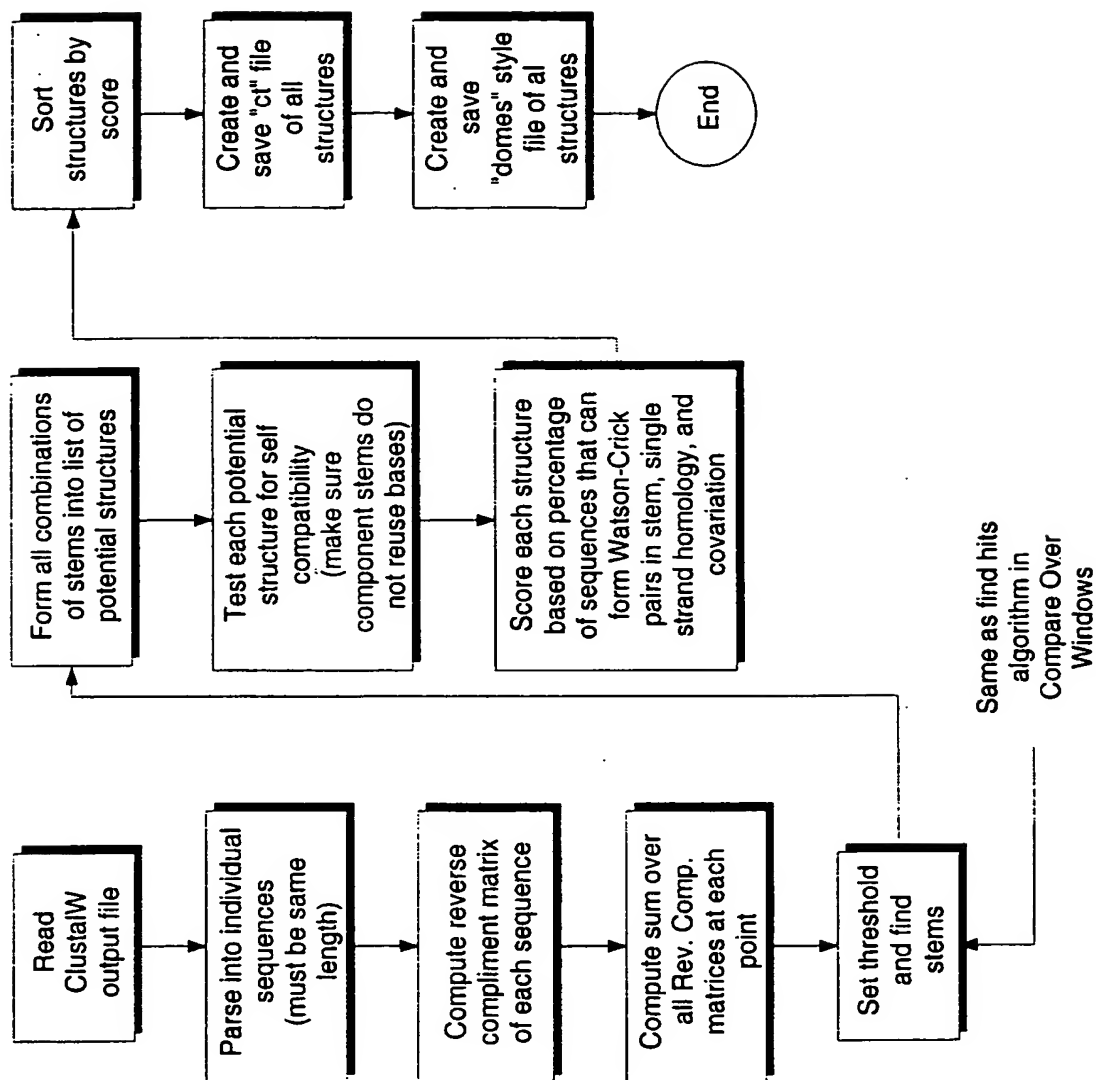 Read
ClustalW
output file
Parse into individual
sequences
(must be same
length)
Compute reverse
compliment matrix
of each sequence
Compute sum over
all Rev. Comp.
matrices at each
point
Set threshold
and find
stems
Same as find hits
algorithm in
Compare Over
Windows
Form all combinations
of stems into list of
potential structures
Test each potential
structure for self
compatibility
(make sure
component stems do
not reuse bases)
Score each structure
based on percentage
of sequences that can
form Watson-Crick
pairs in stem, single
strand homology, and
covariation
Sort
structures by
score
Create and
save "ct" file
of all
structures
Create and
save
"domes" style
file of al
structures
End